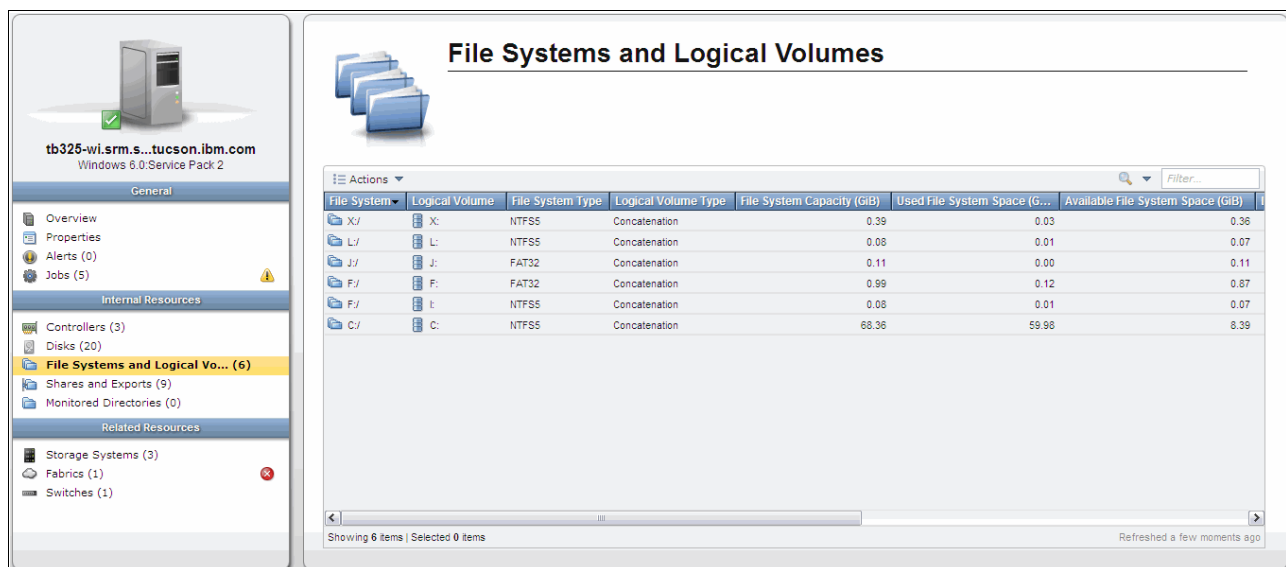 tb325-wi.srm.s...tucson.ibm.com
Windows 6.0:Service Pack 2
General
Overview
Properties
Alerts (0)
Jobs (5)
Internal Resources
Controllers (3)
Disks (20)
File Systems and Logical Vo... (6)
Shares and Exports (9)
Monitored Directories (0)
Related Resources
Storage Systems (3)
Fabrics (1)
Switches (1)
File Systems and Logical Volumes
Actions Filter...
File System Logical Volume File System Type Logical Volume Type File System Capacity (GiB) Used File System Space (G... Available File System Space (GiB)
X:/ X: NTFS5 Concatenation 0.39 0.03 0.36
L:/ L: NTFS5 Concatenation 0.08 0.01 0.07
J:/ J: FAT32 Concatenation 0.11 0.00 0.11
F:/ F: FAT32 Concatenation 0.99 0.12 0.87
F:/ I: NTFS5 Concatenation 0.08 0.01 0.07
C:/ C: NTFS5 Concatenation 68.36 59.98 8.39
Showing 6 items | Selected 0 items Refreshed a few moments ago